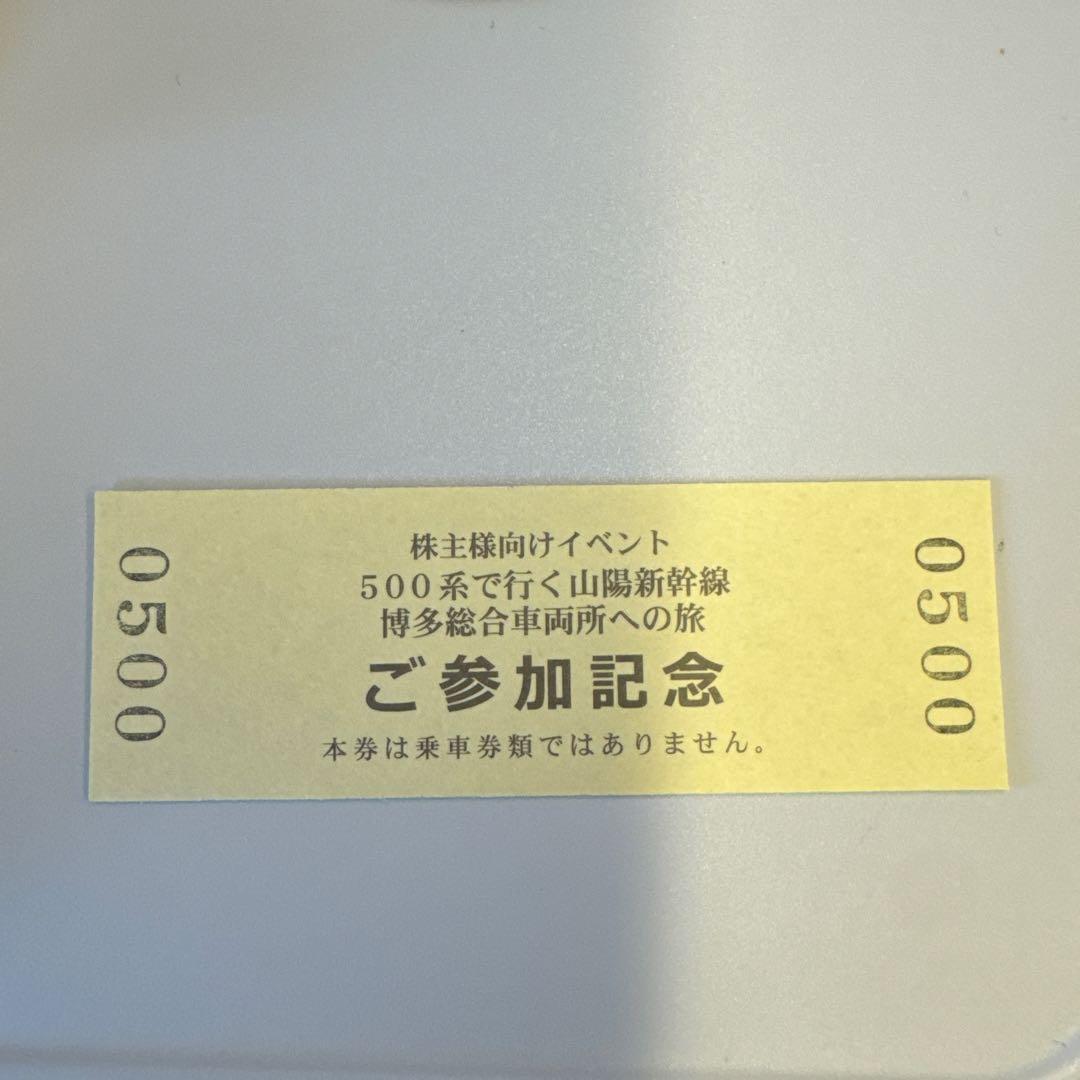 0500
株主様向けイベント
500系で行く山陽新幹線
博多総合車両所への旅
ご参加記念
本券は乗車券類ではありません。
0500